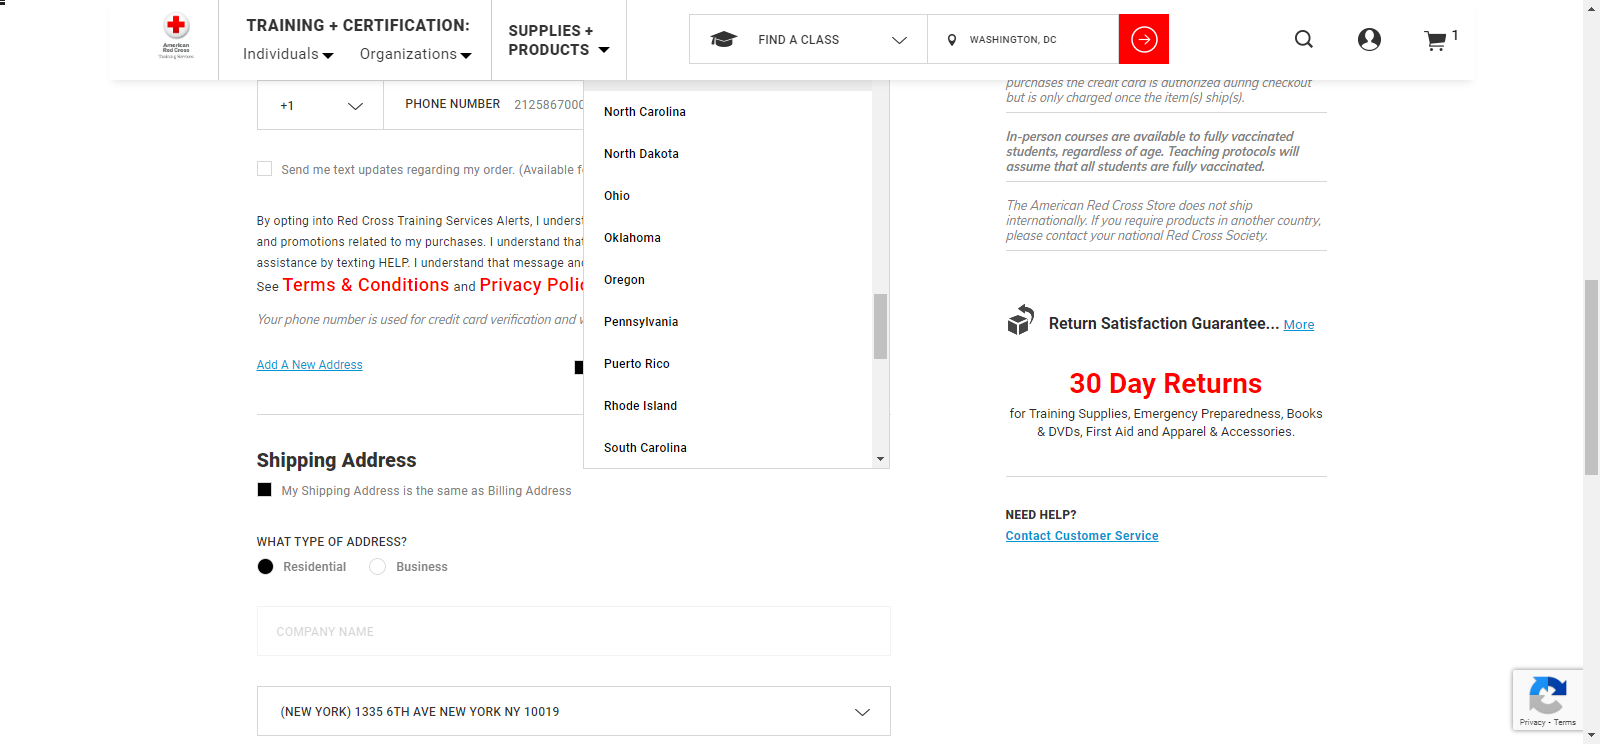 American
Red Cross
Training Services
TRAINING + CERTIFICATION:
Individuals
Organizations
SUPPLIES +
PRODUCTS
FIND A CLASS
WASHINGTON, DC
1
+1
PHONE NUMBER
2125867000
Send me text updates regarding my order. (Available f
By opting into Red Cross Training Services Alerts, I underst
and promotions related to my purchases. I understand that
assistance by texting HELP. I understand that message and
See Terms & Conditions and Privacy Polic
Your phone number is used for credit card verification and w
Add A New Address
North Carolina
North Dakota
Ohio
Oklahoma
Oregon
Pennsylvania
Puerto Rico
Rhode Island
South Carolina
Shipping Address
My Shipping Address is the same as Billing Address
WHAT TYPE OF ADDRESS?
Residential
Business
COMPANY NAME
(NEW YORK) 1335 6TH AVE NEW YORK NY 10019
purchases the credit card is authorized during checkout
but is only charged once the item(s) ship(s).
In-person courses are available to fully vaccinated
students, regardless of age. Teaching protocols will
assume that all students are fully vaccinated.
The American Red Cross Store does not ship
internationally. If you require products in another country,
please contact your national Red Cross Society.
Return Satisfaction Guarantee... More
30 Day Returns
for Training Supplies, Emergency Preparedness, Books
& DVDs, First Aid and Apparel & Accessories.
NEED HELP?
Contact Customer Service
Privacy - Terms